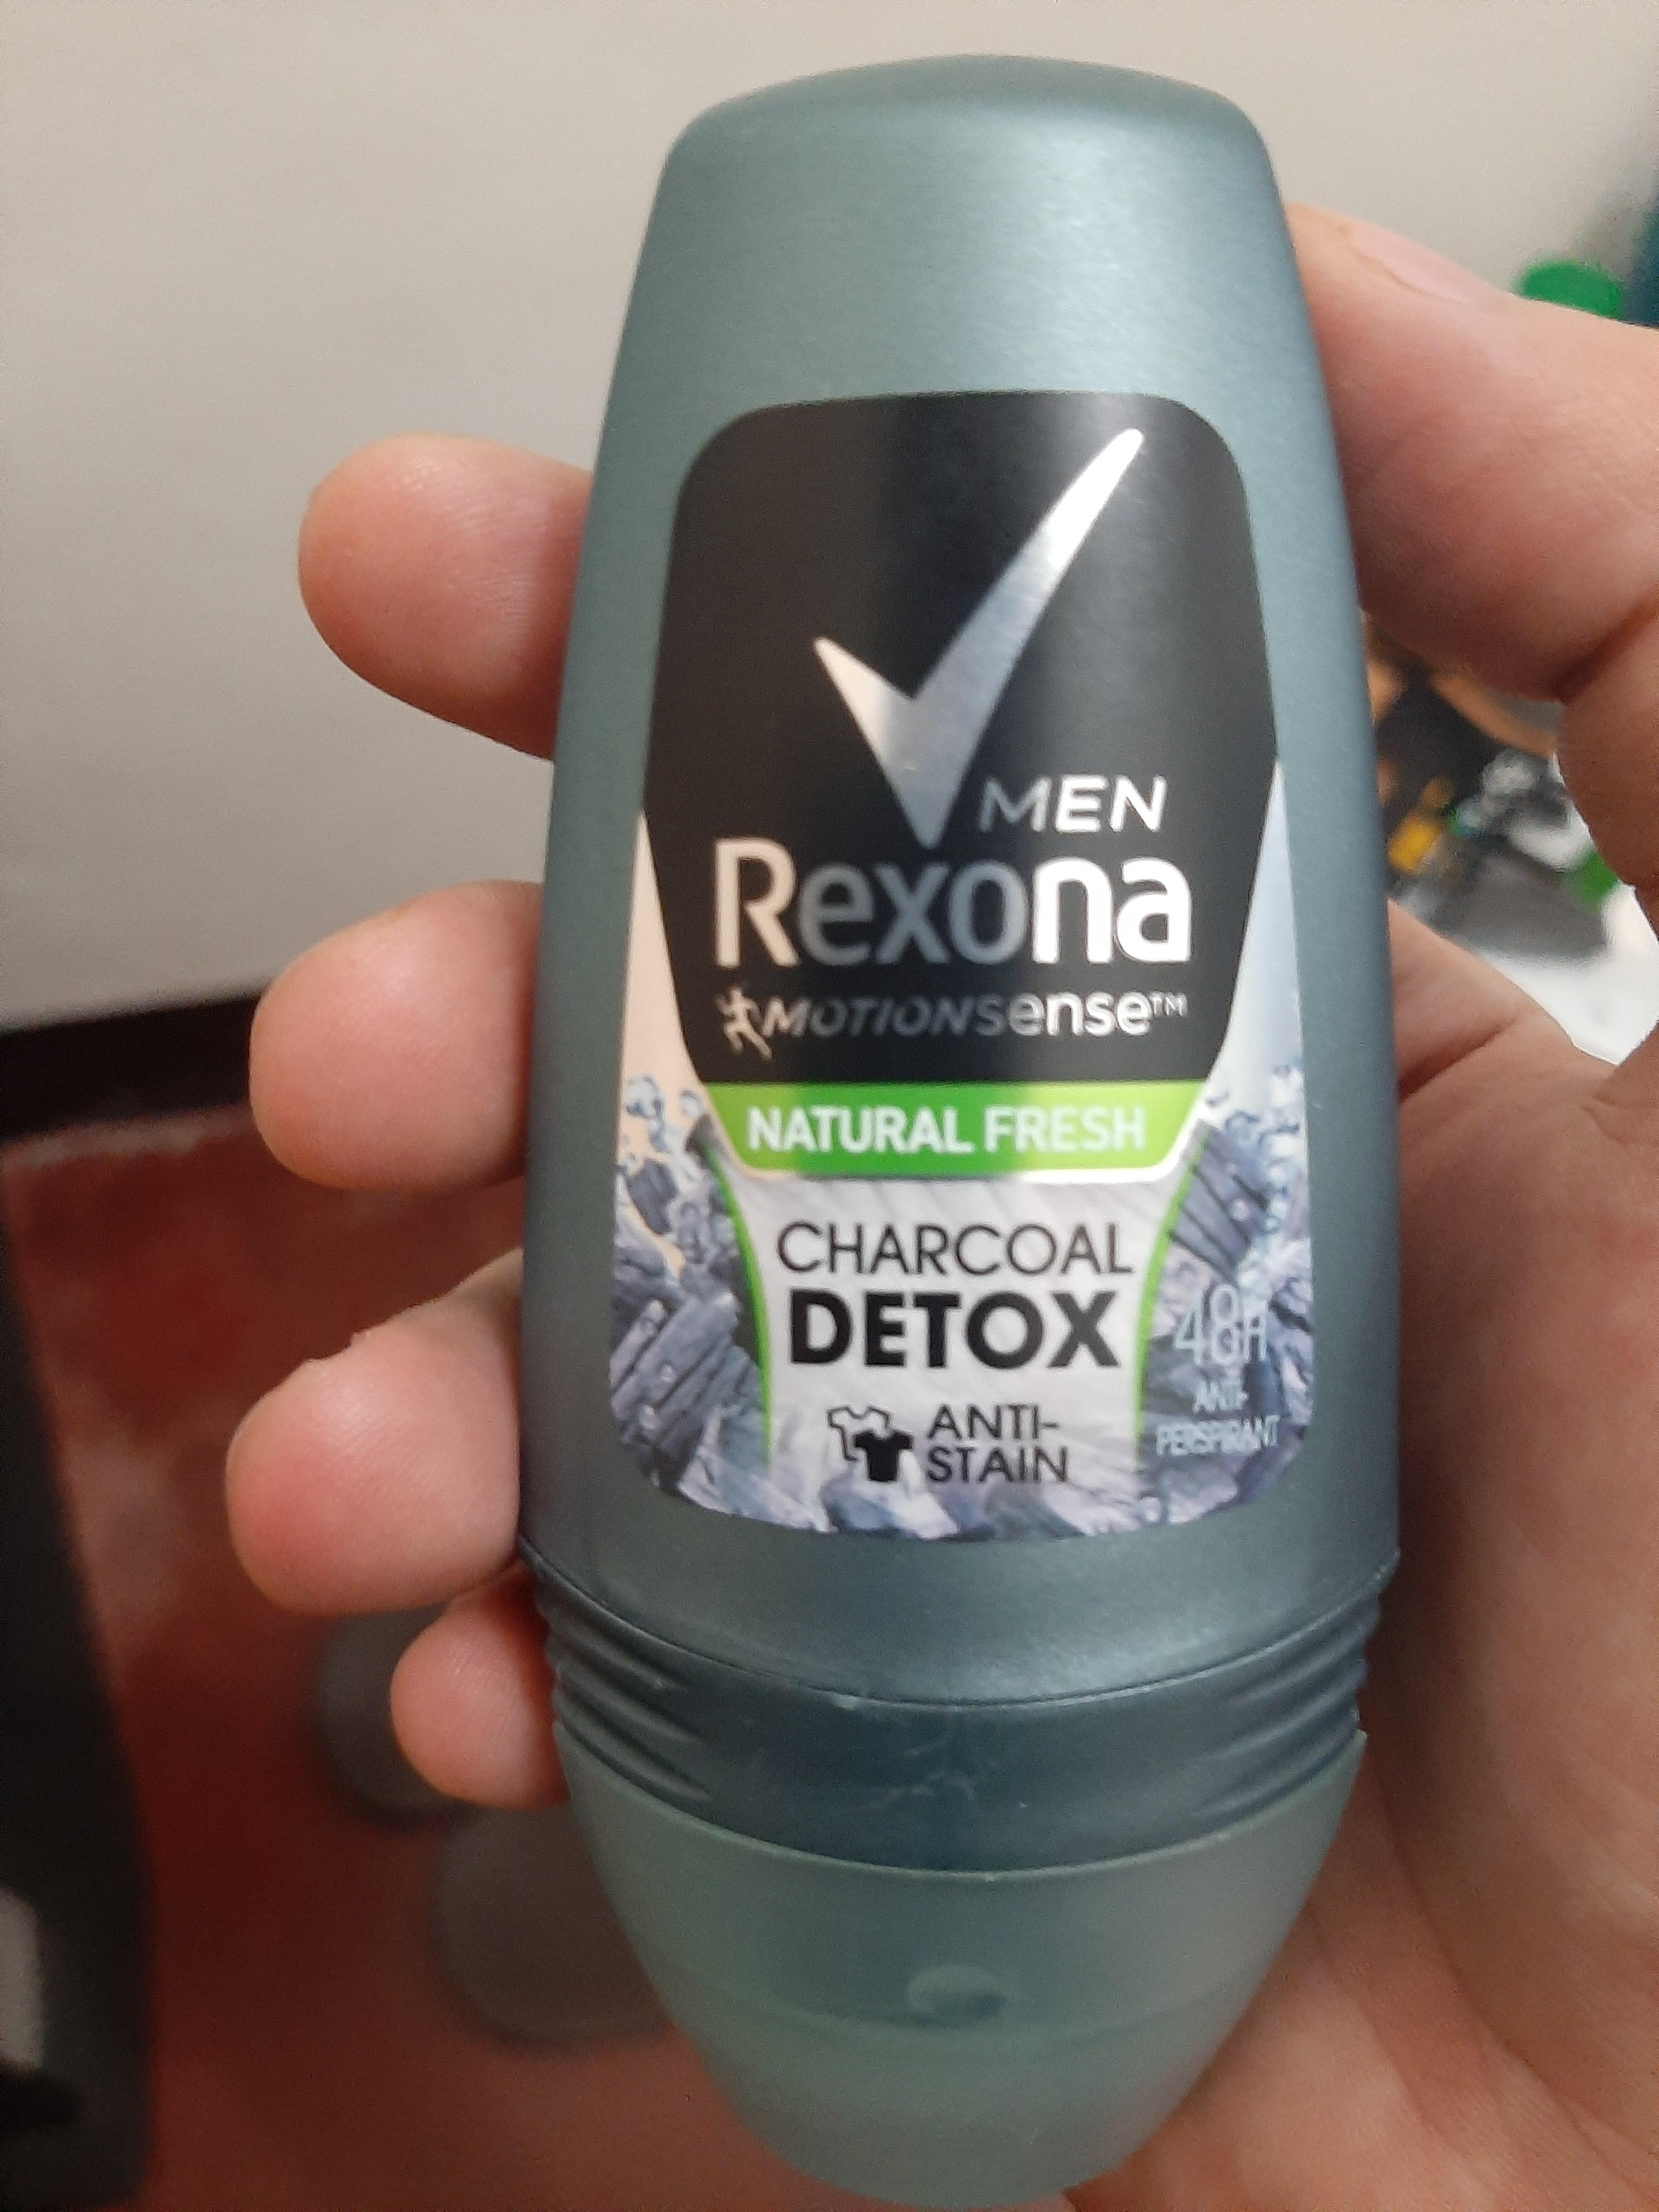 MEN
Rexona
MOTIONsense™
NATURAL FRESH
CHARCOAL
DETOX
ANTI-
STAIN
48H
ANTI-
PERSPIRANT